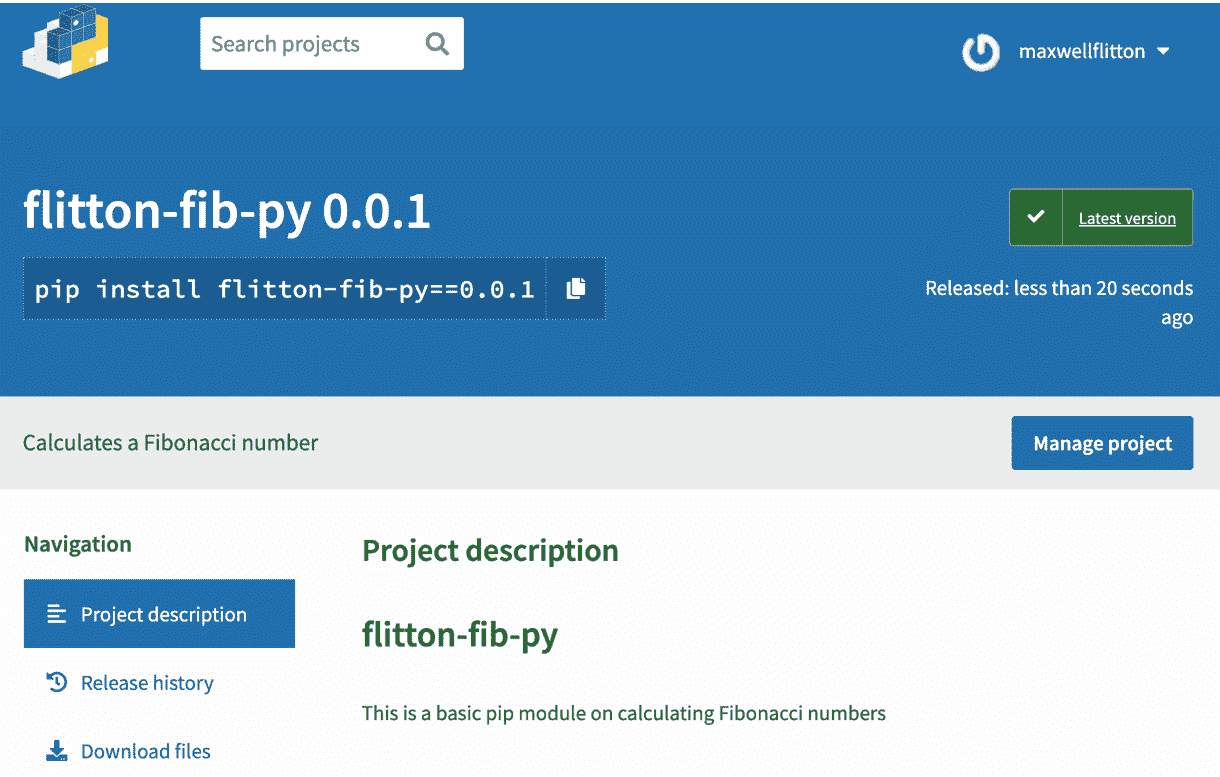 Search projects
maxwellflitton
flitton-fib-py 0.0.1
Latest version
pip install flitton-fib-py==0.0.1
Released: less than 20 seconds
ago
Calculates a Fibonacci number
Manage project
Navigation
Project description
Release history
Download files
Project description
flitton-fib-py
This is a basic pip module on calculating Fibonacci numbers